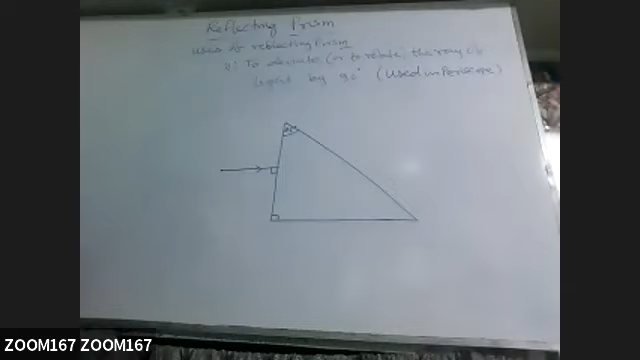 Reflecting Prism
uses of reflecting Prism
To deviate (or to rotate) the ray of
light by 90° (Used in Periscope)
45°
ZOOM167 ZOOM167